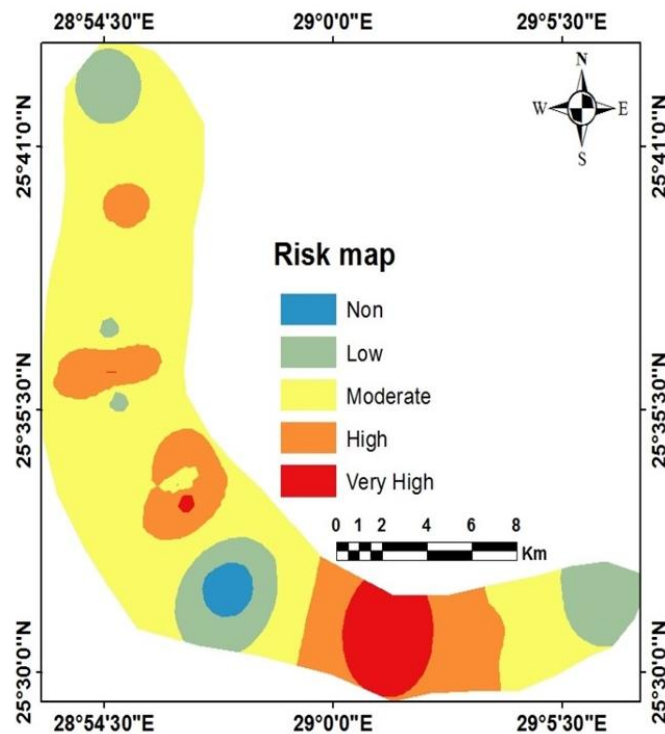 28°54'30"E 29°0'0"E 29°5'30"E
N
W E
S
25°41'0"N 25°41'0"N
Risk map
Non
Low
Moderate
High
Very High
25°35'30"N 25°35'30"N
0 1 2 4 6 8
Km
25°30'0"N 25°30'0"N
28°54'30"E 29°0'0"E 29°5'30"E